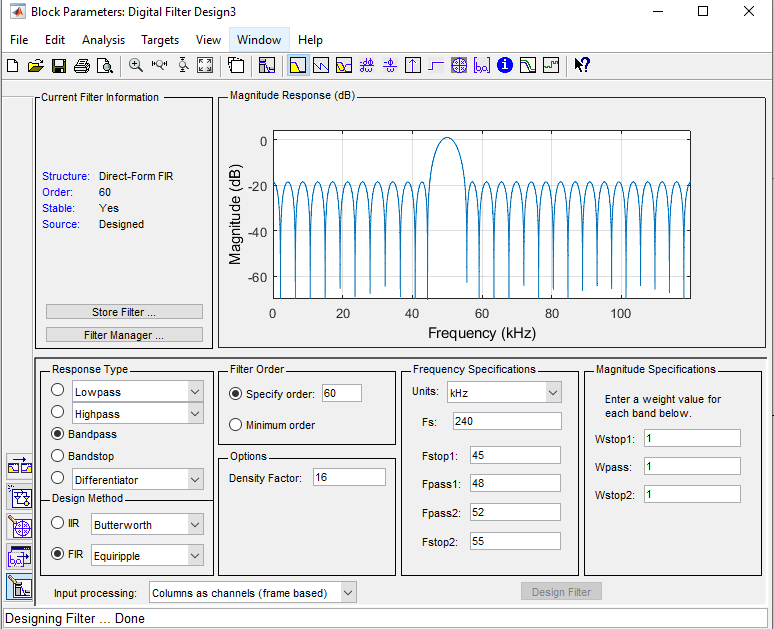 Block Parameters: Digital Filter Design3
File Edit Analysis Targets View Window Help
Current Filter Information
Structure: Direct-Form FIR
Order: 60
Stable: Yes
Source: Designed
Store Filter ...
Filter Manager ...
Magnitude Response (dB)
0
-20
-40
-60
Magnitude (dB)
0 20 40 60 80 100
Frequency (kHz)
Response Type
Lowpass
Highpass
Bandpass
Bandstop
Differentiator
Design Method
IIR Butterworth
FIR Equiripple
Filter Order
Specify order: 60
Minimum order
Options
Density Factor: 16
Frequency Specifications
Units: kHz
Fs: 240
Fstop1: 45
Fpass1: 48
Fpass2: 52
Fstop2: 55
Magnitude Specifications
Enter a weight value for
each band below.
Wstop1: 1
Wpass: 1
Wstop2: 1
Input processing: Columns as channels (frame based)
Design Filter
Designing Filter ... Done